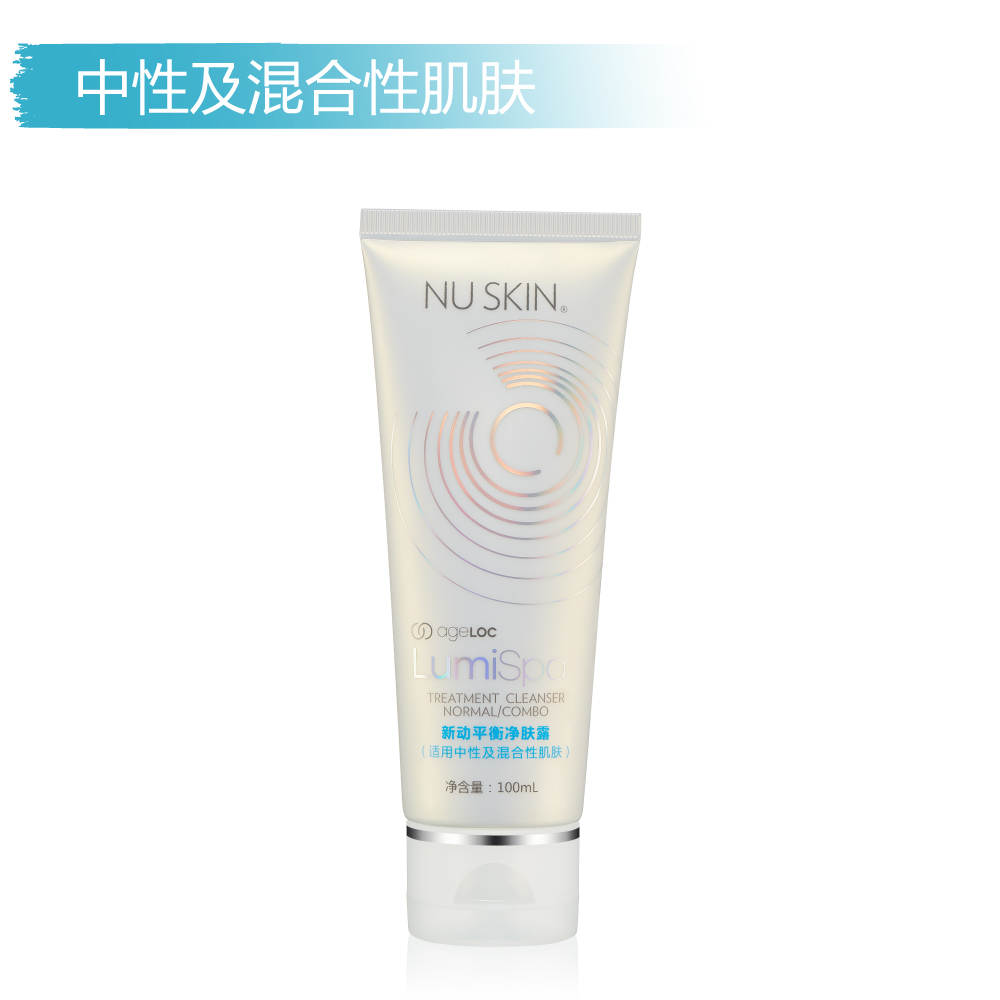 中性及混合性肌肤
NU SKIN®
ageLOC
LumiSpa
TREATMENT CLEANSER
NORMAL/COMBO
新动平衡净肤露
(适用中性及混合性肌肤)
净含量:100mL